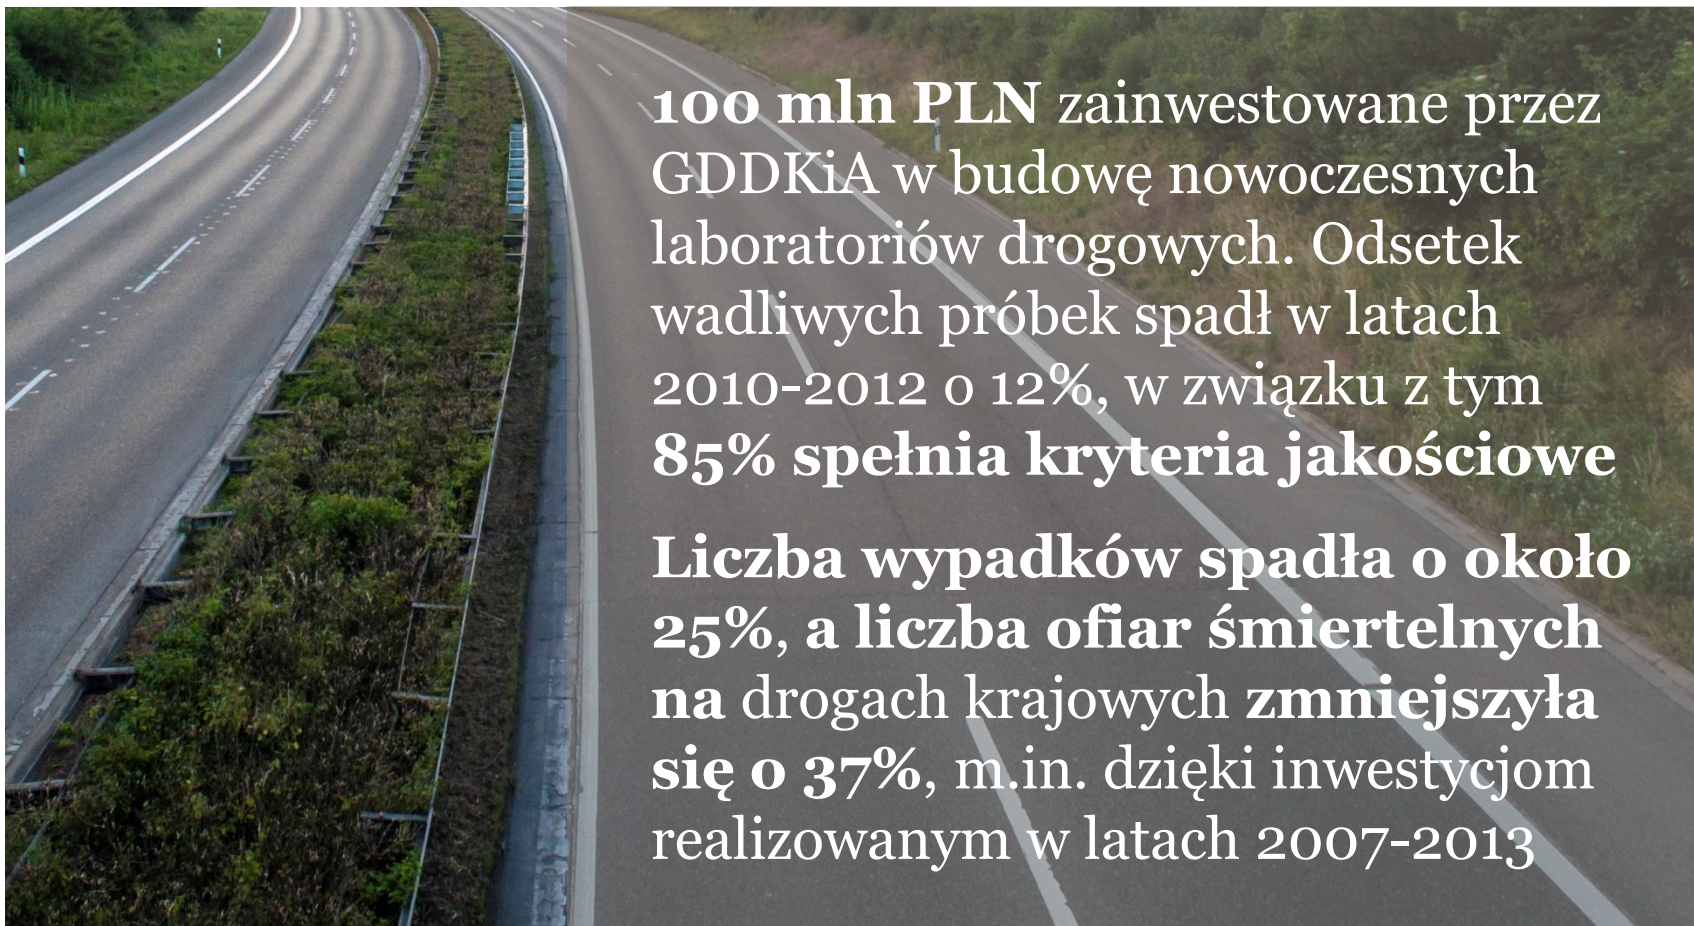 100 mln PLN zainwestowane przez
GDDKiA w budowę nowoczesnych
laboratoriów drogowych. Odsetek
wadliwych próbek spadł w latach
2010-2012 o 12%, w związku z tym
85% spełnia kryteria jakościowe
Liczba wypadków spadła o około
25%, a liczba ofiar śmiertelnych
na drogach krajowych zmniejszyła
się o 37%, m.in. dzięki inwestycjom
realizowanym w latach 2007-2013